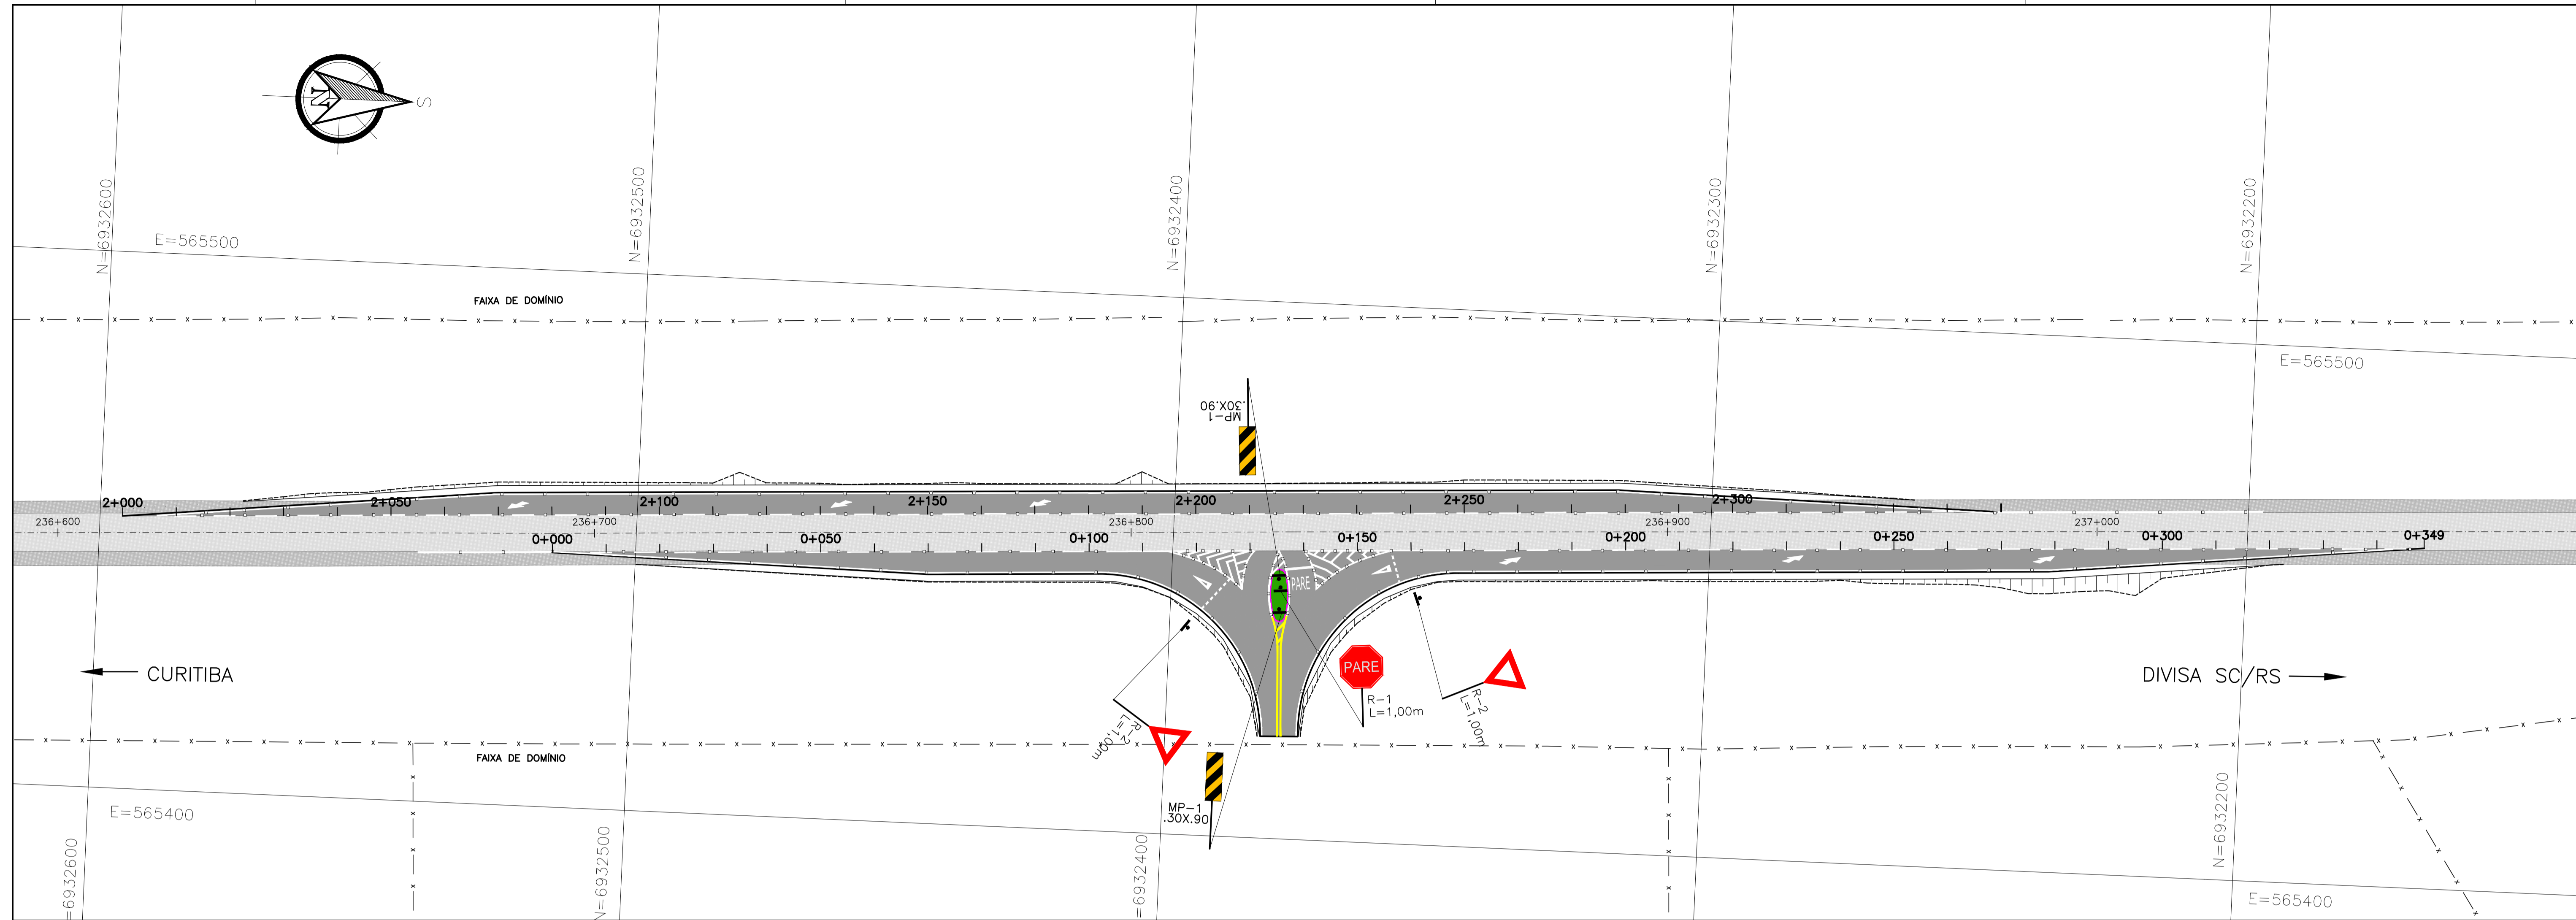 N
S
N=6932600
N=6932500
N=6932400
N=6932300
N=6932200
E=565500
FAIXA DE DOMÍNIO
E=565500
MP-1
.30X.90
2+000
2+050
2+100
2+150
2+200
2+250
2+300
236+600
236+700
236+800
236+900
237+000
0+000
0+050
0+100
0+150
0+200
0+250
0+300
0+349
PARE
CURITIBA
PARE
R-1
L=1,00m
R-2
L=1,00m
DIVISA SC/RS
R-2
L=1,00m
FAIXA DE DOMÍNIO
MP-1
.30X.90
E=565400
=6932600
N=6932500
=6932400
N=6932200
E=565400